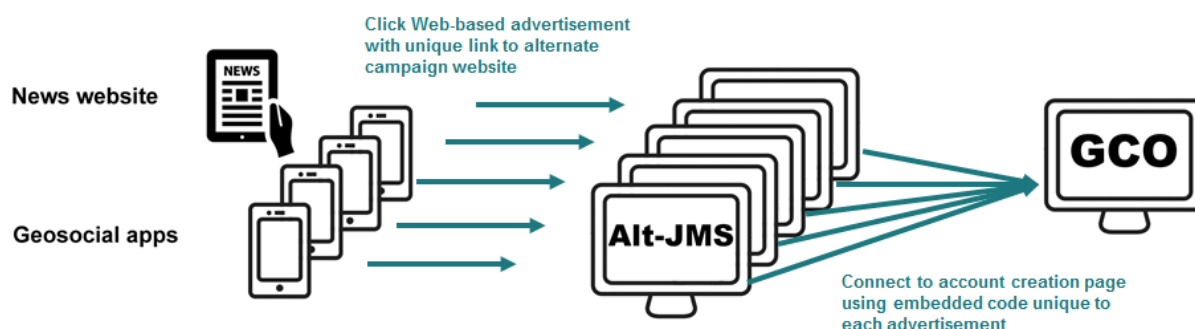 Click Web-based advertisement
with unique link to alternate
campaign website
NEWS
News website
GCO
Geosocial apps
Alt-JMS
Connect to account creation page
using embedded code unique to
each advertisement